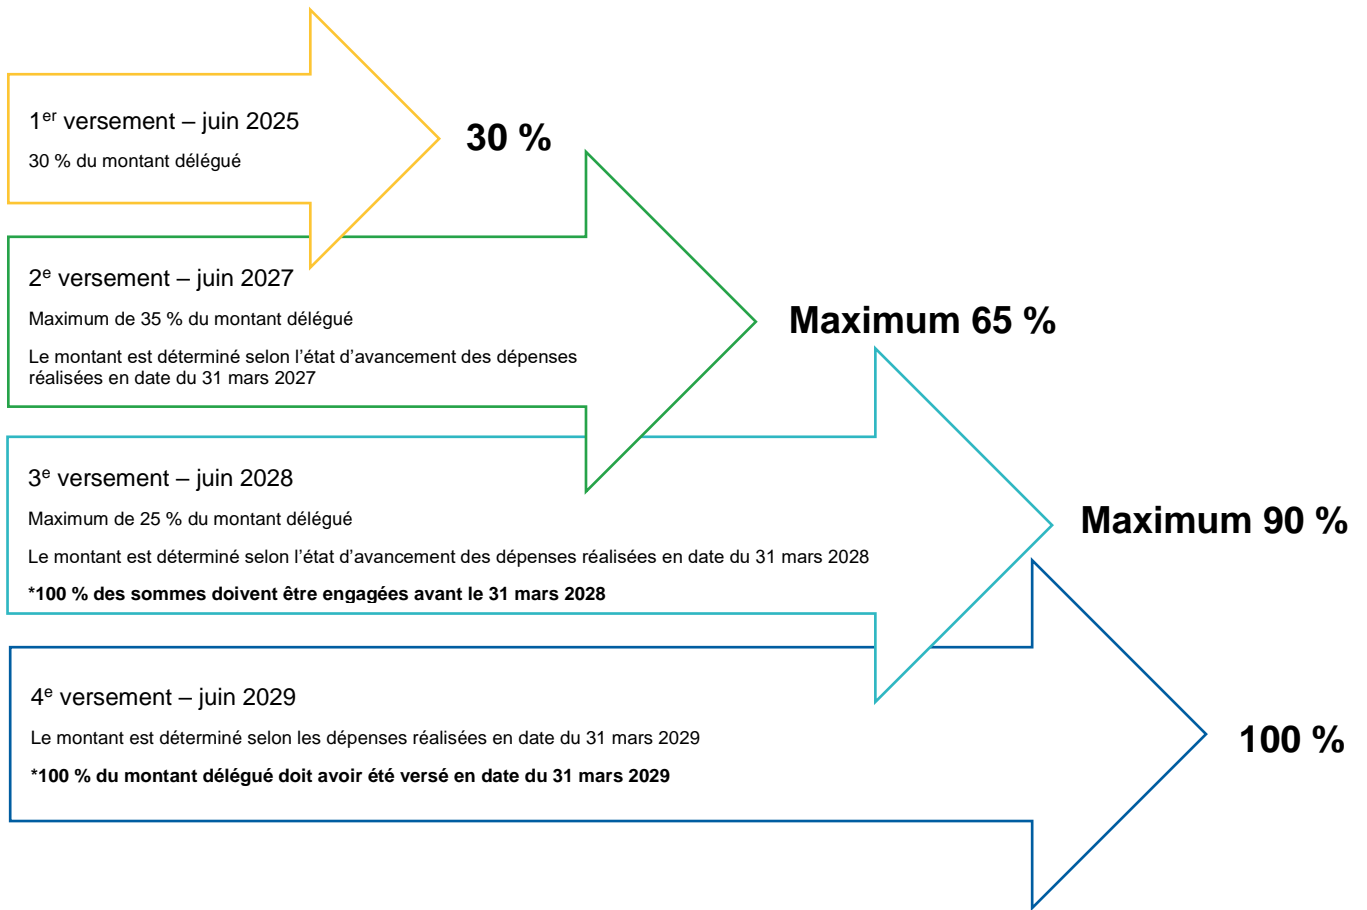 1er versement – juin 2025
30 % du montant délégué
30 %
2e versement – juin 2027
Maximum de 35 % du montant délégué
Le montant est déterminé selon l’état d’avancement des dépenses
réalisées en date du 31 mars 2027
Maximum 65 %
3e versement – juin 2028
Maximum de 25 % du montant délégué
Le montant est déterminé selon l’état d’avancement des dépenses réalisées en date du 31 mars 2028
*100 % des sommes doivent être engagées avant le 31 mars 2028
Maximum 90 %
4e versement – juin 2029
Le montant est déterminé selon les dépenses réalisées en date du 31 mars 2029
*100 % du montant délégué doit avoir été versé en date du 31 mars 2029
100 %